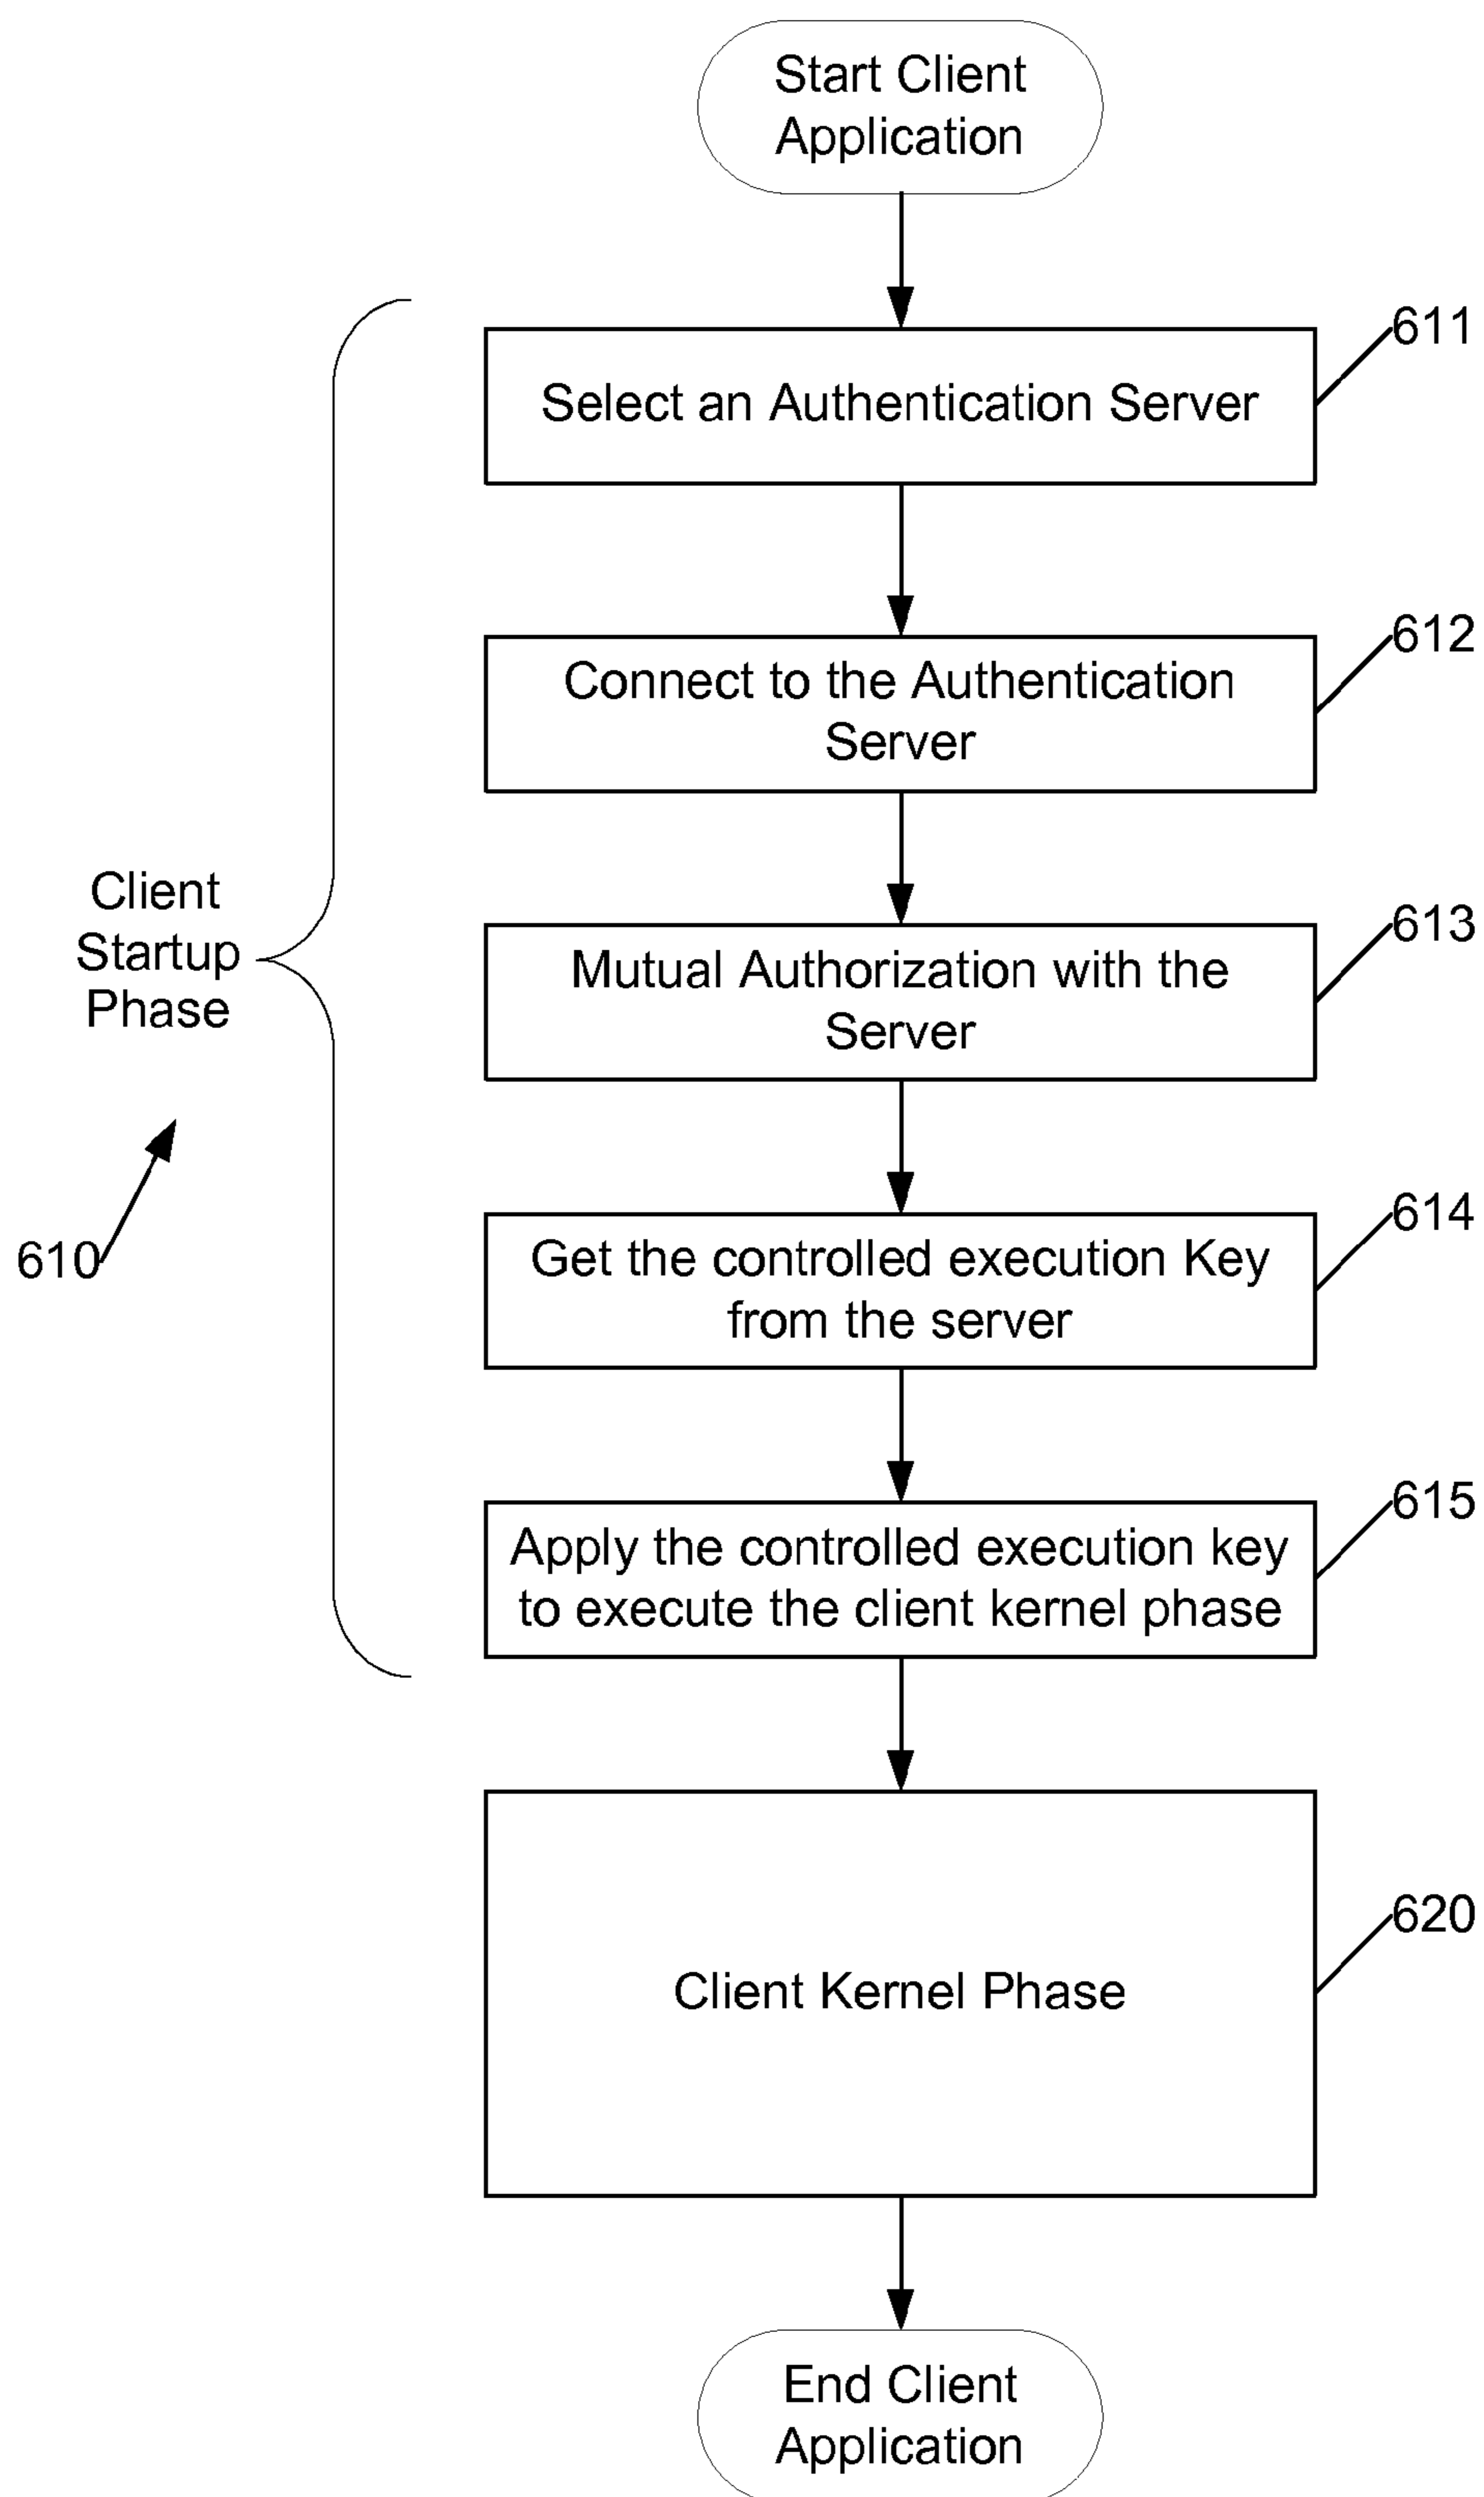 Start Client
Application
611
Select an Authentication Server
612
Connect to the Authentication
Server
Client
Startup
Phase
613
Mutual Authorization with the
Server
610
614
Get the controlled execution Key
from the server
615
Apply the controlled execution key
to execute the client kernel phase
620
Client Kernel Phase
End Client
Application